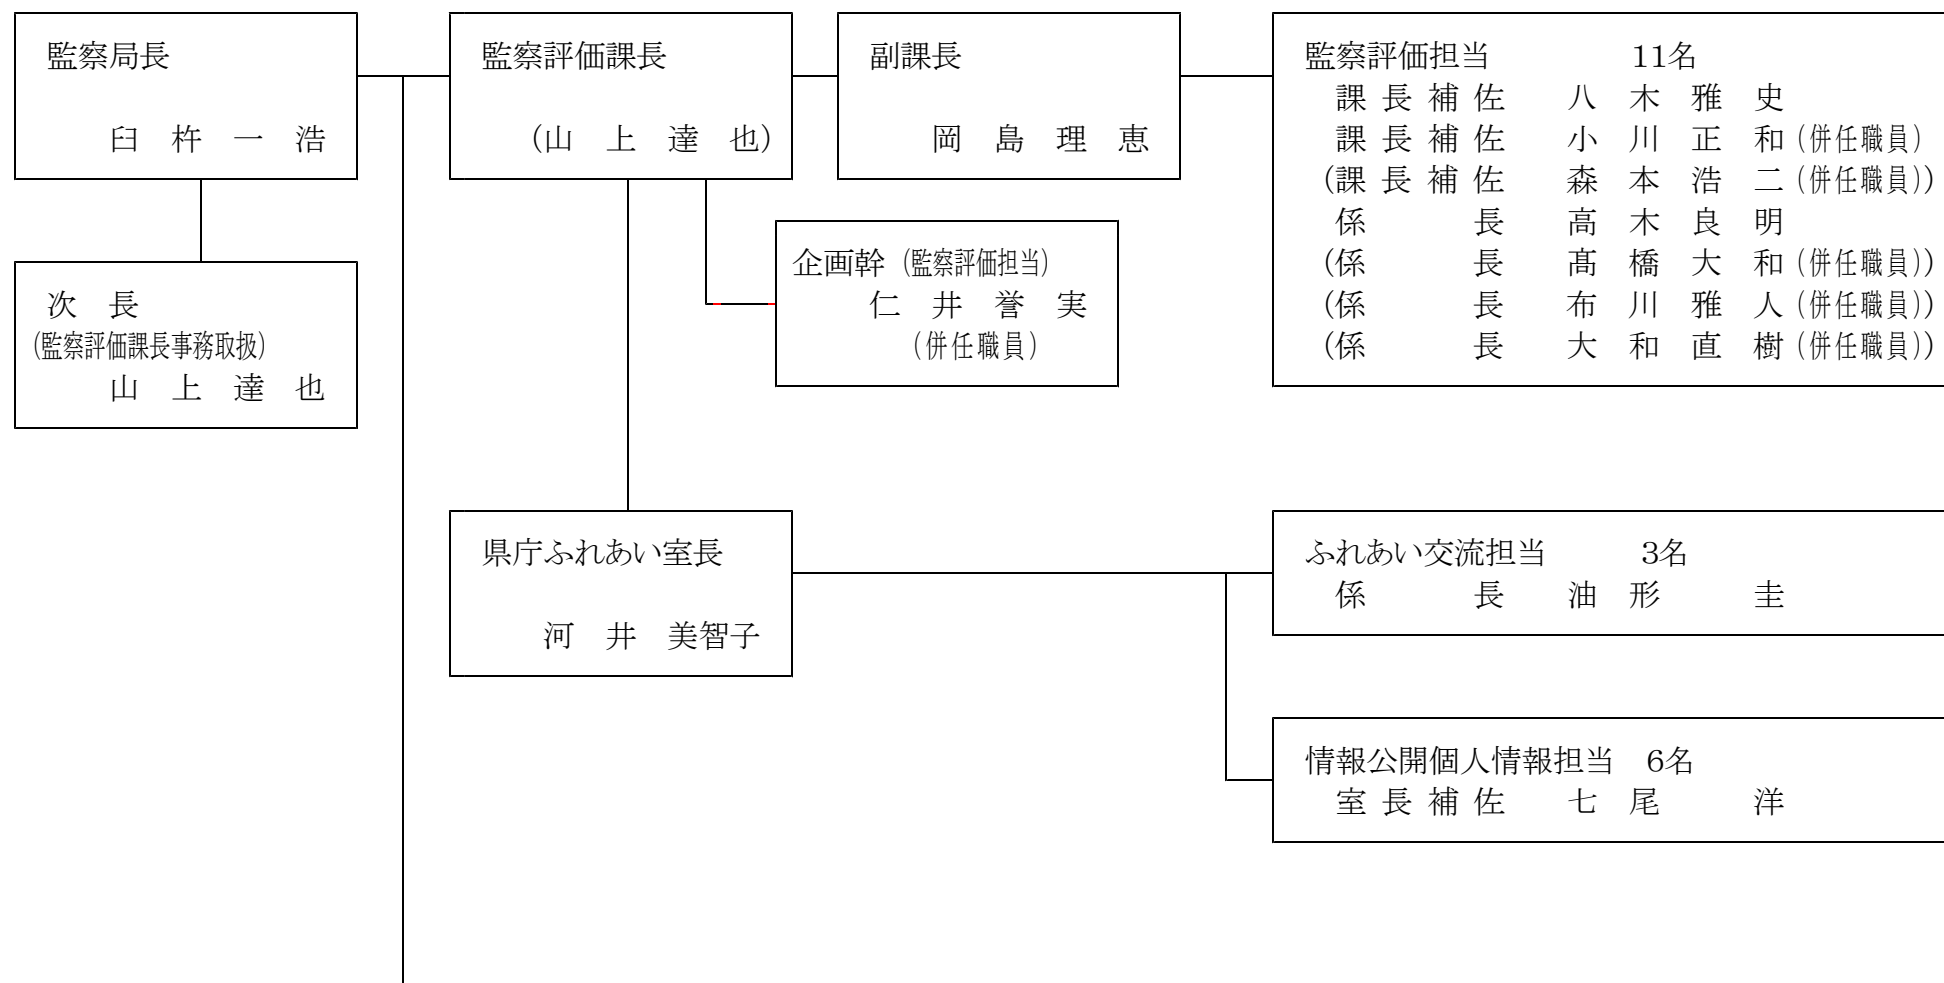 監察局長
臼 杵 一 浩
次 長
(監察評価課長事務取扱)
山 上 達 也
監察評価課長
(山 上 達 也)
副課長
岡 島 理 恵
企画幹 (監察評価担当)
仁 井 誉 実
(併任職員)
監察評価担当 11名
課 長 補 佐 八 木 雅 史
課 長 補 佐 小 川 正 和 (併任職員)
(課 長 補 佐 森 本 浩 二 (併任職員))
係 長 高 木 良 明
(係 長 髙 橋 大 和 (併任職員))
(係 長 布 川 雅 人 (併任職員))
(係 長 大 和 直 樹 (併任職員))
県庁ふれあい室長
河 井 美智子
ふれあい交流担当 3名
係 長 油 形 圭
情報公開個人情報担当 6名
室 長 補 佐 七 尾 洋